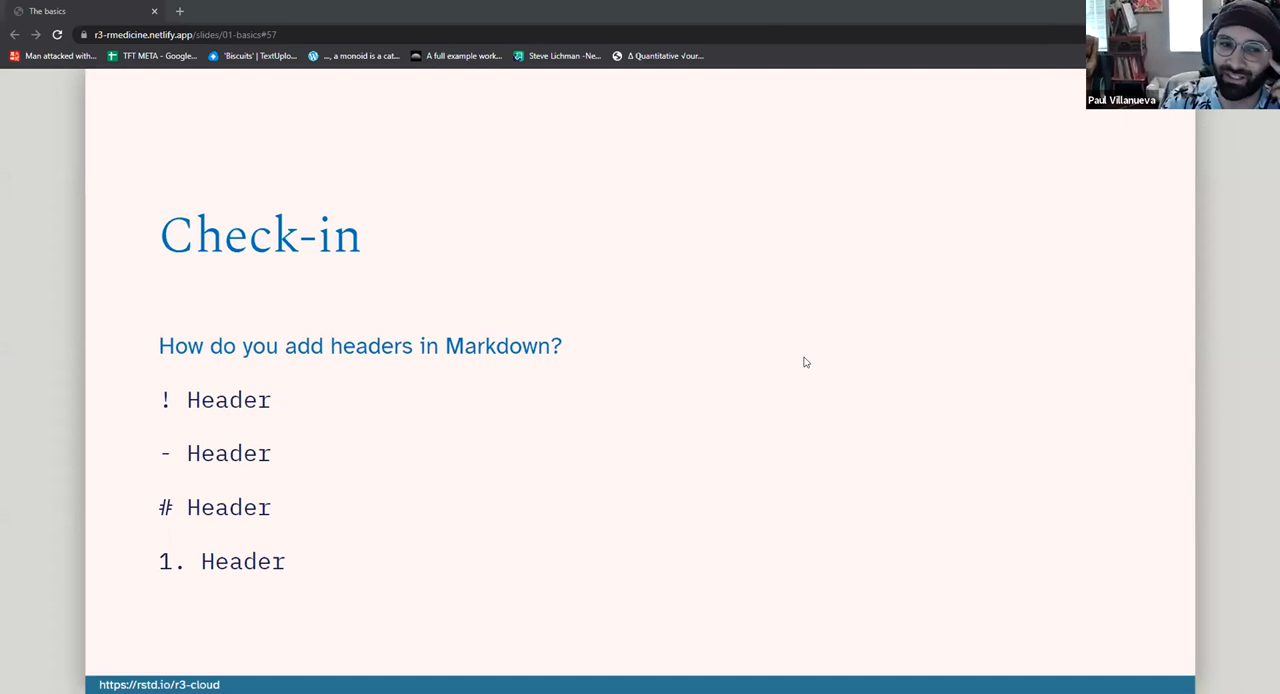 The basics
r3-rmedicine.netlify.app/slides/01-basics#57
Man attacked with...
TFT META - Google...
'Biscuits' | TextUplo...
..., a monoid is a cat...
A full example work...
Steve Lichman -Ne...
Δ Quantitative √our...
Paul Villanueva
Check-in
How do you add headers in Markdown?
! Header
- Header
# Header
1. Header
https://rstd.io/r3-cloud